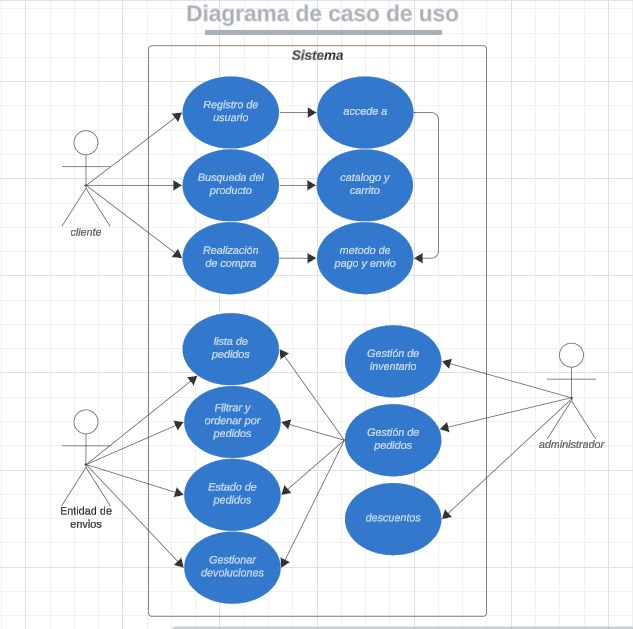 Diagrama de caso de uso
Sistema
Registro de
usuario
accede a
Busqueda del
producto
catalogo y
carrito
cliente
Realización
de compra
metodo de
pago y envio
lista de
pedidos
Gestión de
inventario
Filtrar y
ordenar por
pedidos
Gestión de
pedidos
administrador
Estado de
pedidos
Entidad de
envios
descuentos
Gestionar
devoluciones